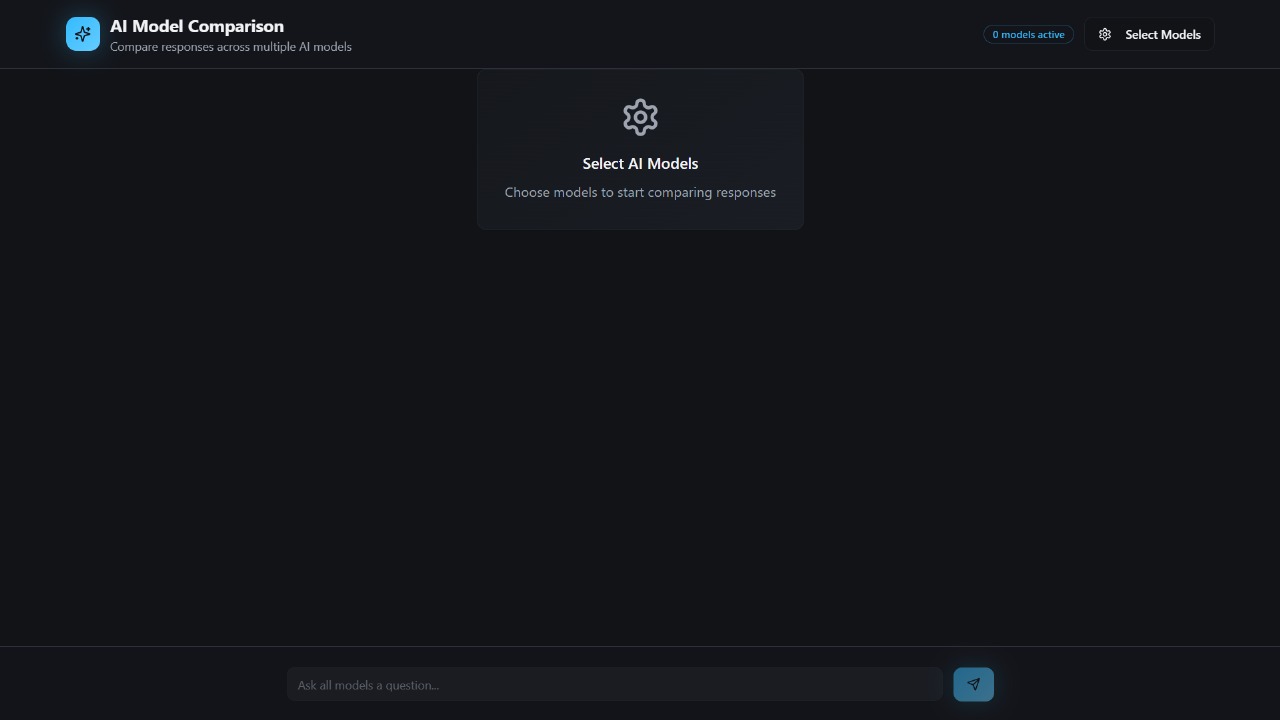 AI Model Comparison
Compare responses across multiple AI models
0 models active
Select Models
Select AI Models
Choose models to start comparing responses
Ask all models a question...